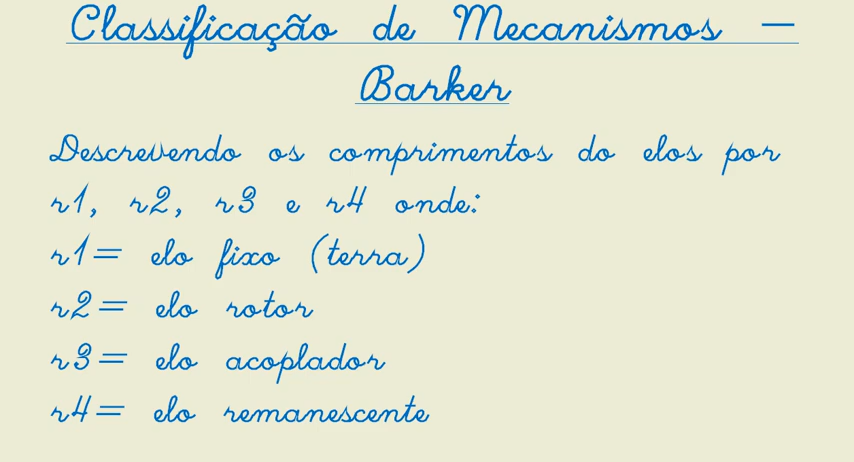 Classificação de Mecanismos –
Barker
Descrevendo os comprimentos do elos por
r1, r2, r3 e r4 onde:
r1= elo fixo (terra)
r2= elo rotor
r3= elo acoplador
r4= elo remanescente